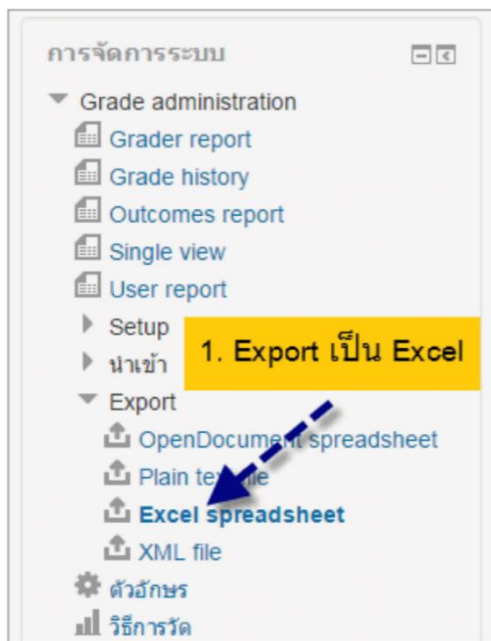 การจัดการระบบ
Grade administration
Grader report
Grade history
Outcomes report
Single view
User report
Setup
1. Export เป็น Excel
นำเข้า
Export
OpenDocument spreadsheet
Plain text file
Excel spreadsheet
XML file
ตัวอักษร
วิธีการวัด